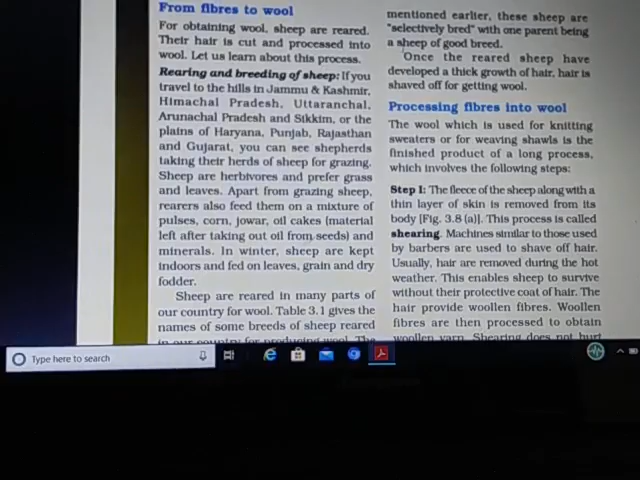 From fibres to wool
For obtaining wool, sheep are reared.
Their hair is cut and processed into
wool. Let us learn about this process.
Rearing and breeding of sheep: If you
travel to the hills in Jammu & Kashmir,
Himachal Pradesh, Uttaranchal,
Arunachal Pradesh and Sikkim, or the
plains of Haryana, Punjab, Rajasthan
and Gujarat, you can see shepherds
taking their herds of sheep for grazing.
Sheep are herbivores and prefer grass
and leaves. Apart from grazing sheep,
rearers also feed them on a mixture of
pulses, corn, jowar, oil cakes (material
left after taking out oil from seeds) and
minerals. In winter, sheep are kept
indoors and fed on leaves, grain and dry
fodder.
Sheep are reared in many parts of
our country for wool. Table 3.1 gives the
names of some breeds of sheep reared
in our country for producing wool. The
mentioned earlier, these sheep are
"selectively bred" with one parent being
a sheep of good breed.
Once the reared sheep have
developed a thick growth of hair, hair is
shaved off for getting wool.
Processing fibres into wool
The wool which is used for knitting
sweaters or for weaving shawls is the
finished product of a long process,
which involves the following steps:
Step I: The fleece of the sheep along with a
thin layer of skin is removed from its
body [Fig. 3.8 (a)]. This process is called
shearing. Machines similar to those used
by barbers are used to shave off hair.
Usually, hair are removed during the hot
weather. This enables sheep to survive
without their protective coat of hair. The
hair provide woollen fibres. Woollen
fibres are then processed to obtain
woollen yarn. Shearing does not hurt
Type here to search